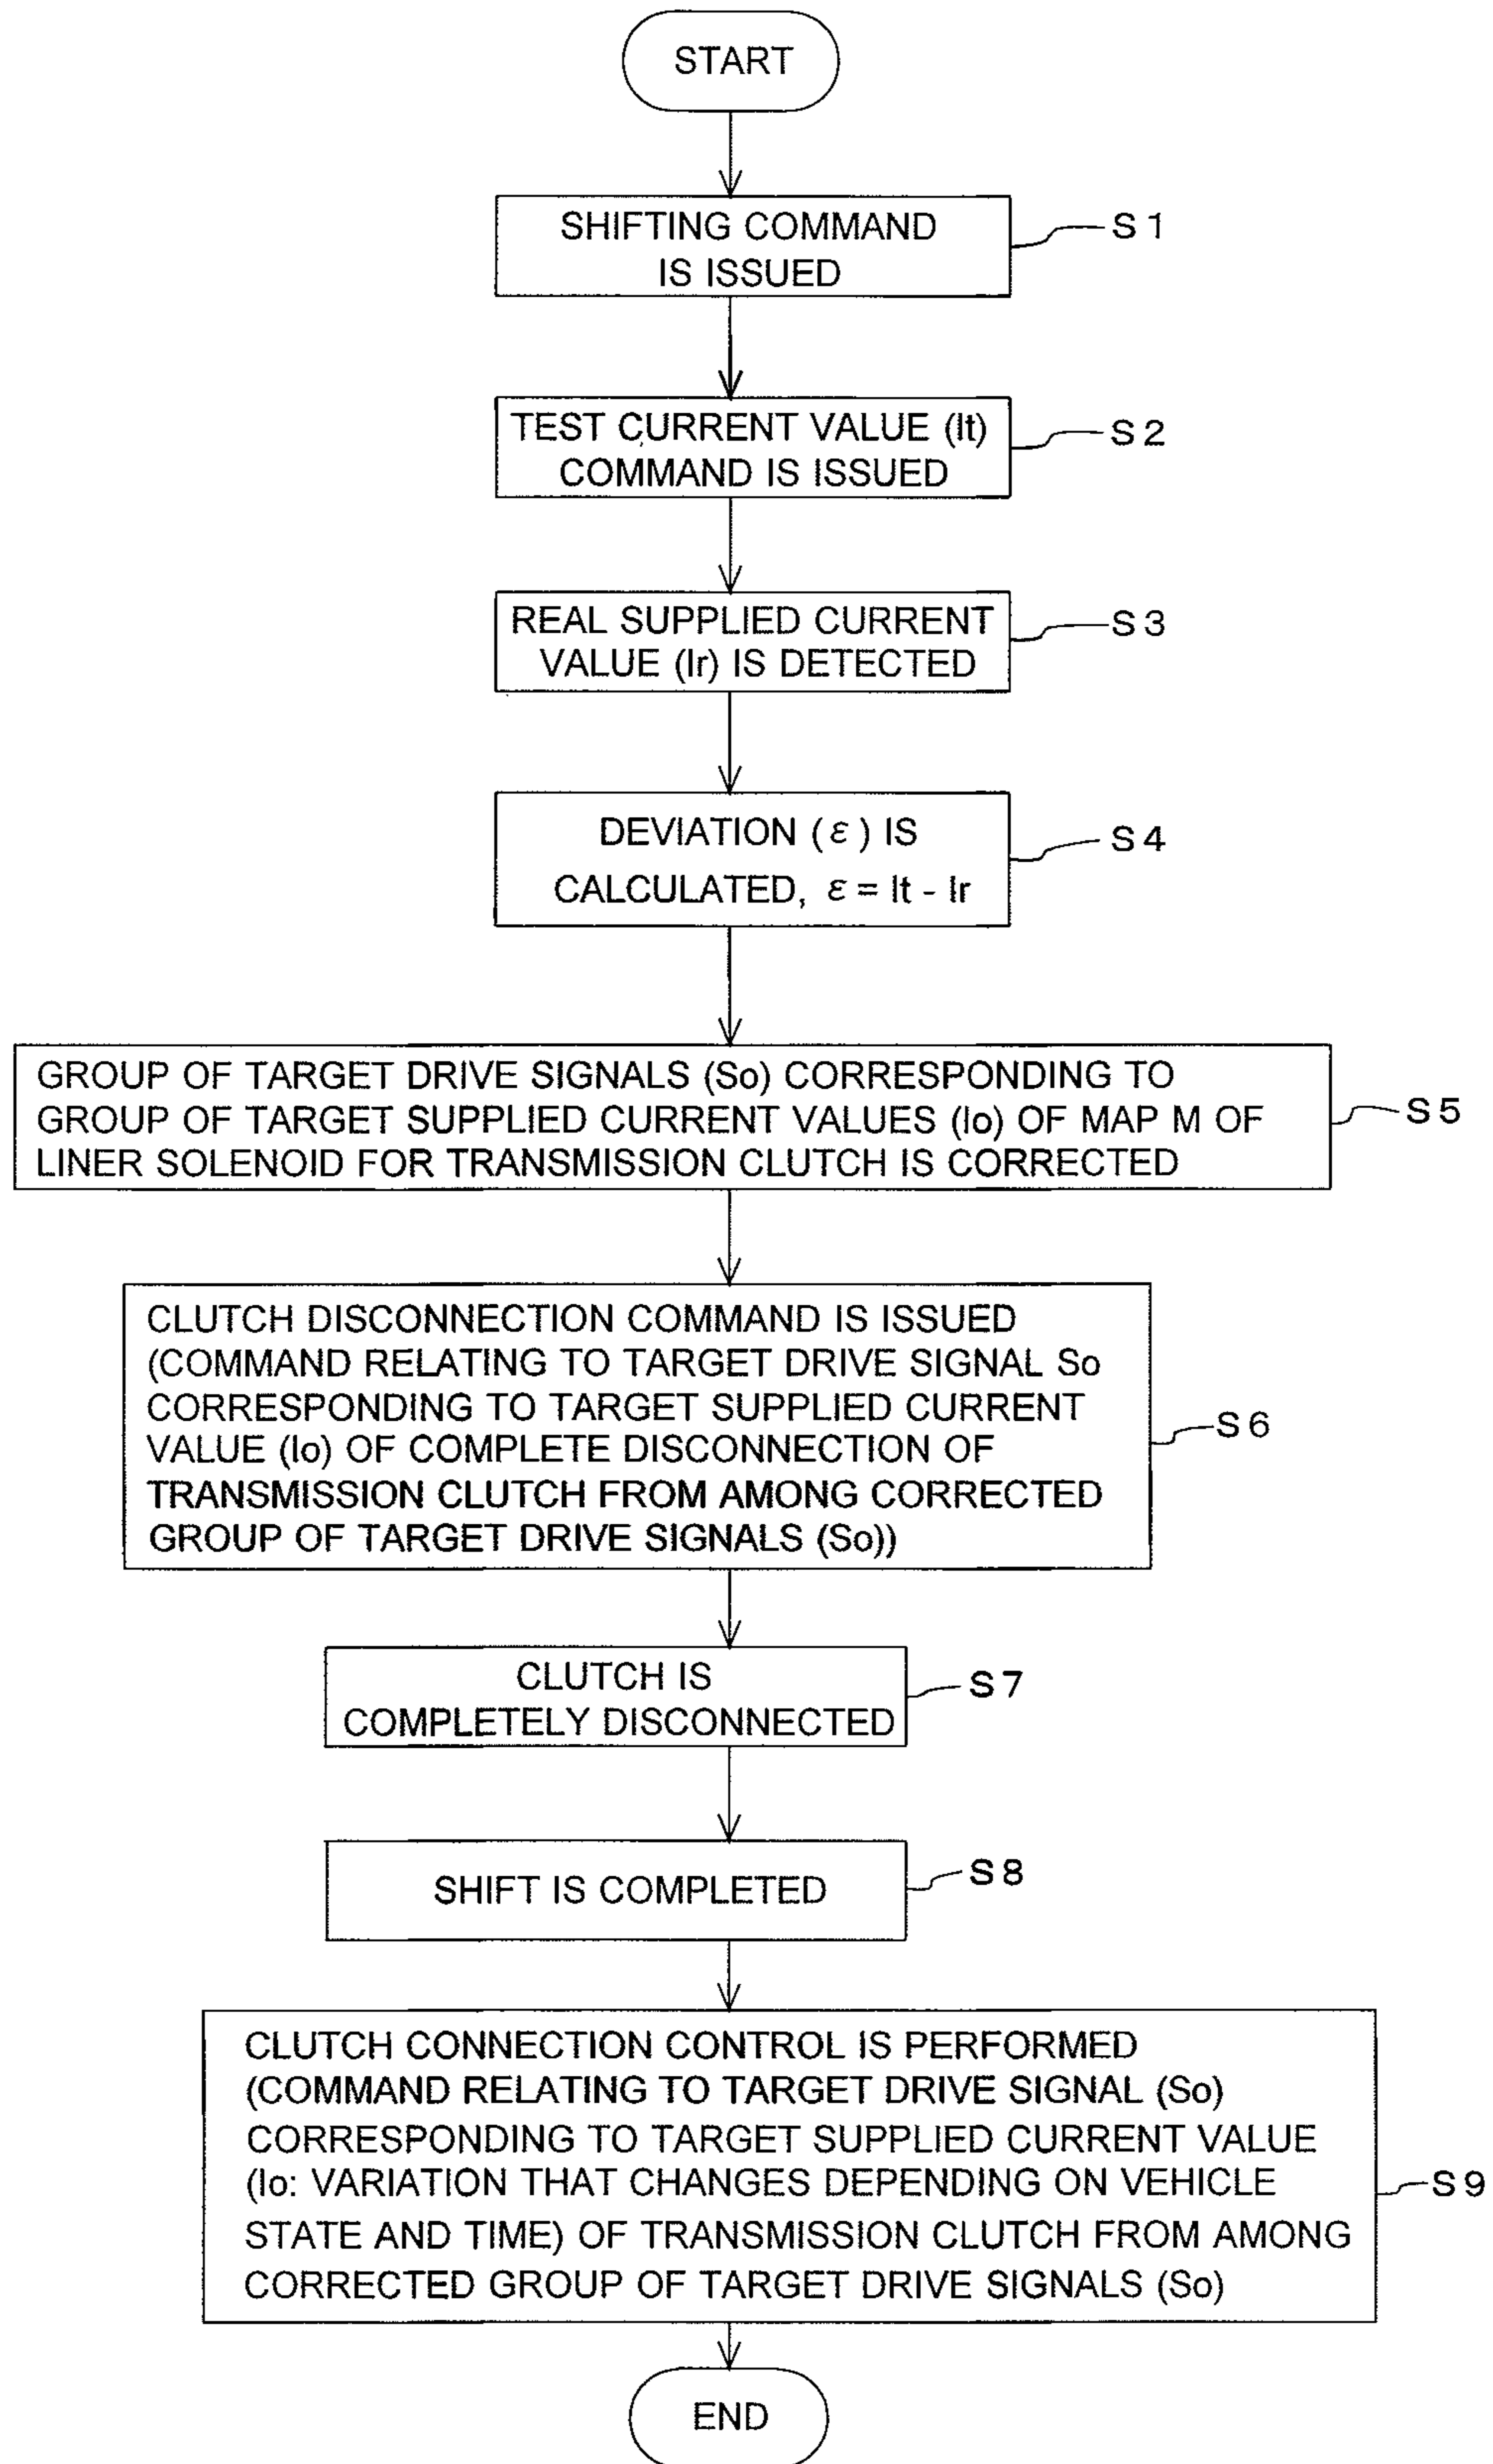 START
SHIFTING COMMAND
IS ISSUED
S1
TEST CURRENT VALUE (It)
COMMAND IS ISSUED
S2
REAL SUPPLIED CURRENT
VALUE (Ir) IS DETECTED
S3
DEVIATION (ε) IS
CALCULATED, ε = It - Ir
S4
GROUP OF TARGET DRIVE SIGNALS (So) CORRESPONDING TO
GROUP OF TARGET SUPPLIED CURRENT VALUES (Io) OF MAP M OF
LINER SOLENOID FOR TRANSMISSION CLUTCH IS CORRECTED
S5
CLUTCH DISCONNECTION COMMAND IS ISSUED
(COMMAND RELATING TO TARGET DRIVE SIGNAL So
CORRESPONDING TO TARGET SUPPLIED CURRENT
VALUE (Io) OF COMPLETE DISCONNECTION OF
TRANSMISSION CLUTCH FROM AMONG CORRECTED
GROUP OF TARGET DRIVE SIGNALS (So))
S6
CLUTCH IS
COMPLETELY DISCONNECTED
S7
SHIFT IS COMPLETED
S8
CLUTCH CONNECTION CONTROL IS PERFORMED
(COMMAND RELATING TO TARGET DRIVE SIGNAL (So)
CORRESPONDING TO TARGET SUPPLIED CURRENT VALUE
(Io: VARIATION THAT CHANGES DEPENDING ON VEHICLE
STATE AND TIME) OF TRANSMISSION CLUTCH FROM AMONG
CORRECTED GROUP OF TARGET DRIVE SIGNALS (So)
S9
END